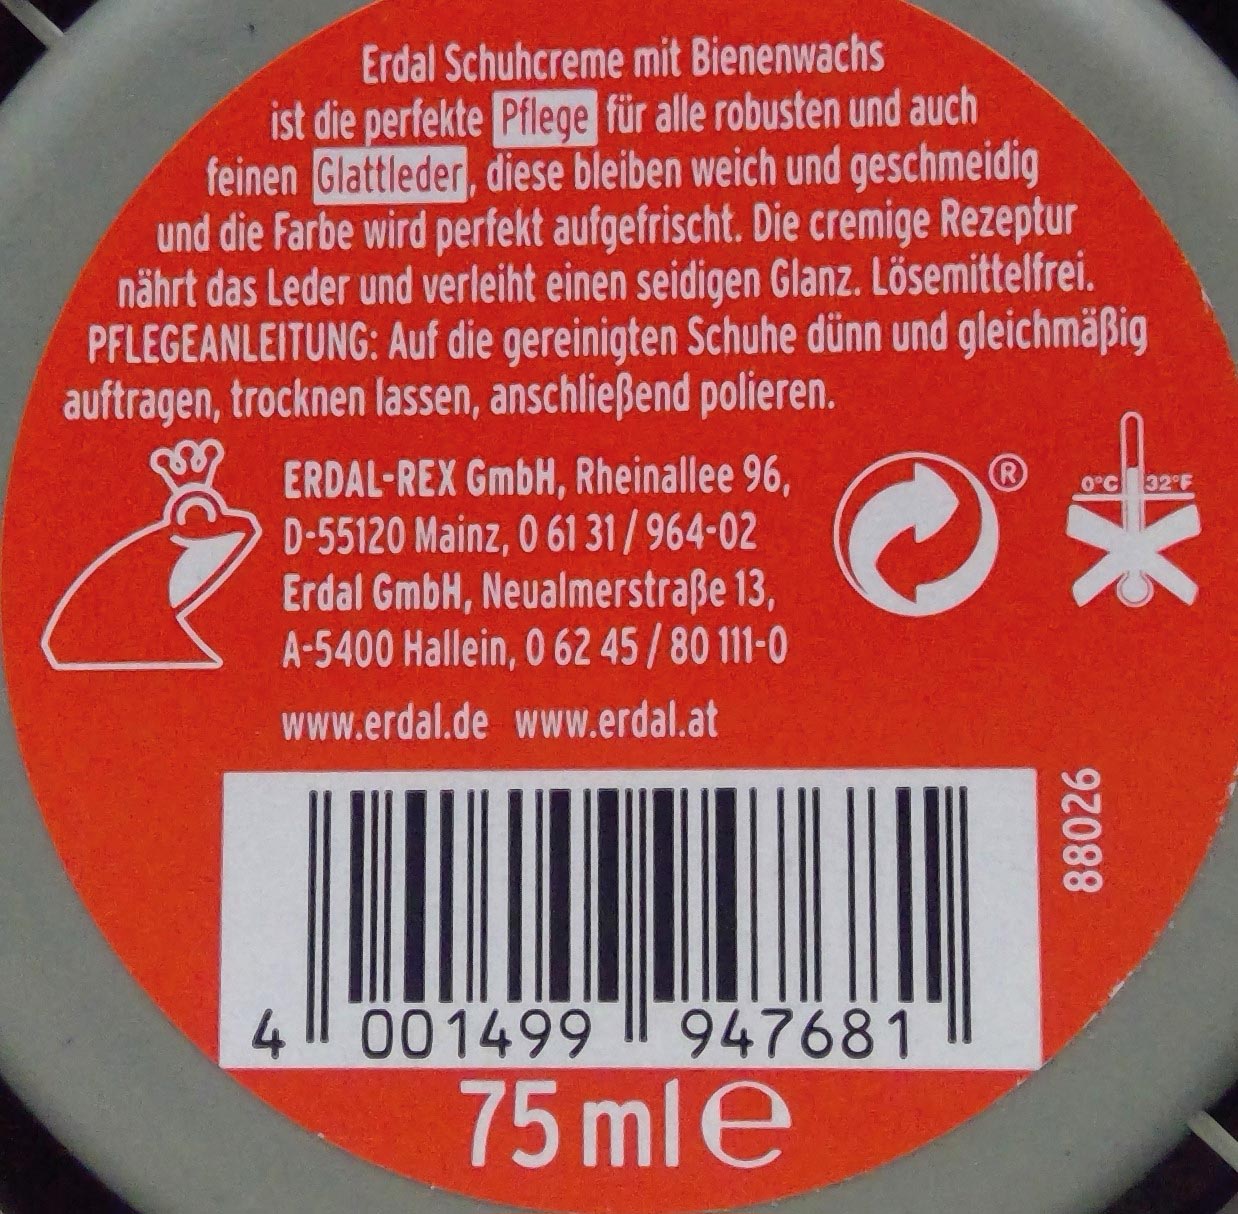 Erdal Schuhcreme mit Bienenwachs
ist die perfekte Pflege für alle robusten und auch
feinen Glattleder, diese bleiben weich und geschmeidig
und die Farbe wird perfekt aufgefrischt. Die cremige Rezeptur
nährt das Leder und verleiht einen seidigen Glanz. Lösemittelfrei.
PFLEGEANLEITUNG: Auf die gereinigten Schuhe dünn und gleichmäßig
auftragen, trocknen lassen, anschließend polieren.
ERDAL-REX GmbH, Rheinallee 96,
D-55120 Mainz, 0 61 31 / 964-02
Erdal GmbH, Neualmerstraße 13,
A-5400 Hallein, 0 62 45 / 80 111-0
www.erdal.de www.erdal.at
®
0°C 32°F
88026
4 001499 947681
75 ml e